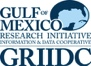 GULF OF
MEXICO
RESEARCH INITIATIVE
INFORMATION & DATA COOPERATIVE
GRIIDC